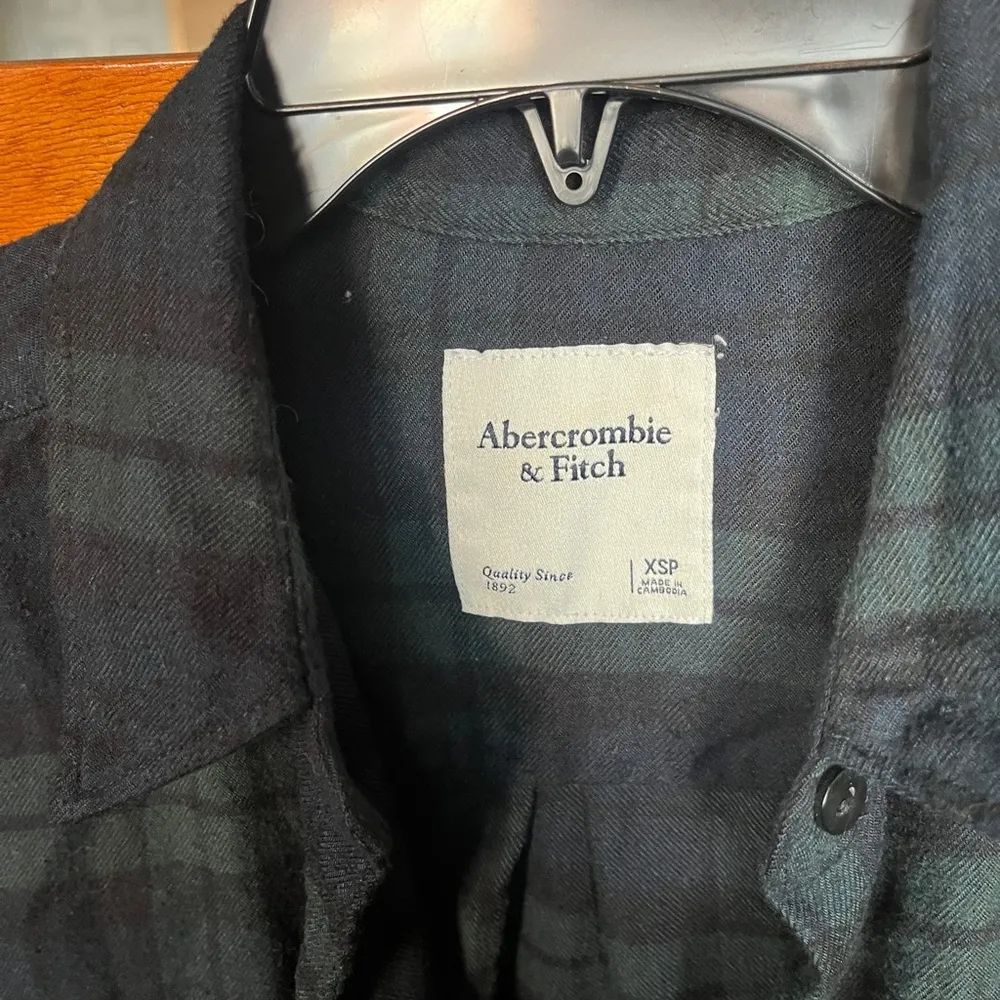 Abercrombie
& Fitch
Quality Since
1892
XSP
MADE IN
CAMBODIA